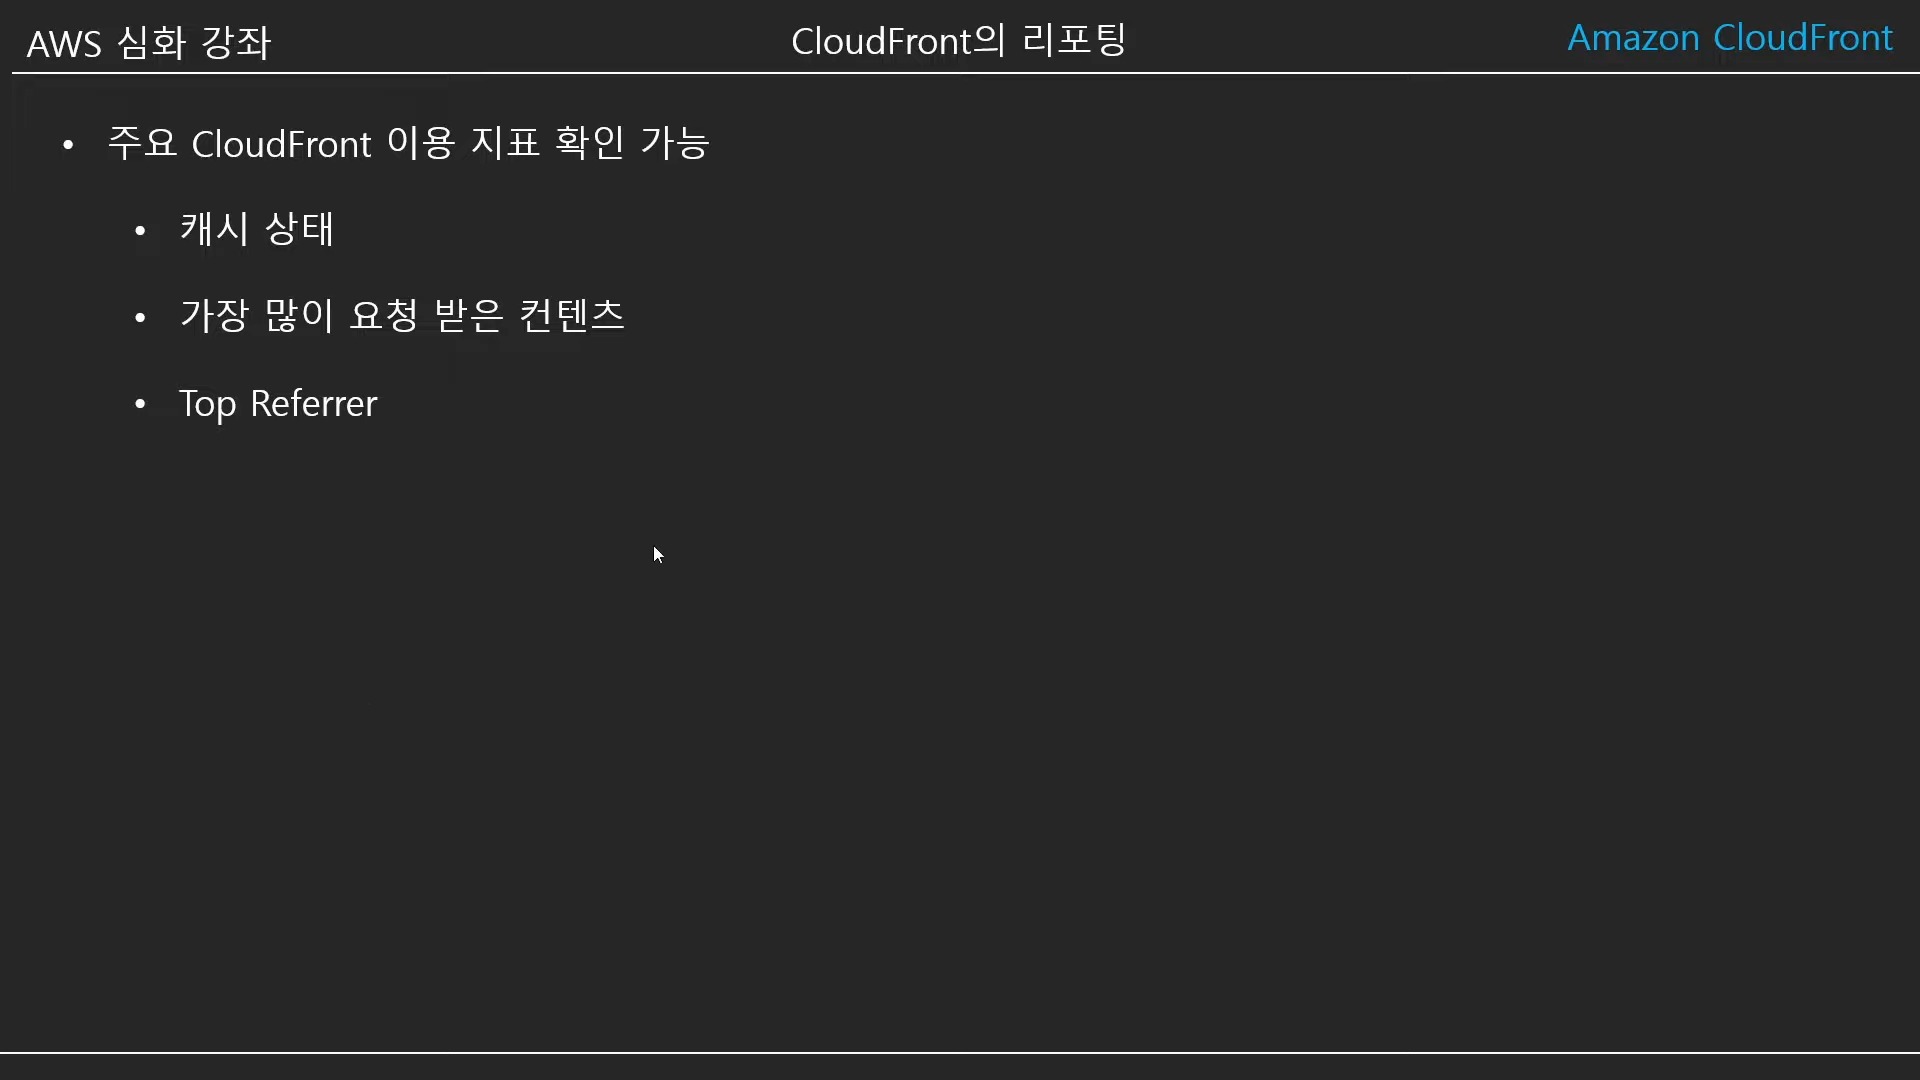 AWS 심화 강좌
CloudFront의 리포팅
Amazon CloudFront
• 주요 CloudFront 이용 지표 확인 가능
• 캐시 상태
• 가장 많이 요청 받은 컨텐츠
• Top Referrer